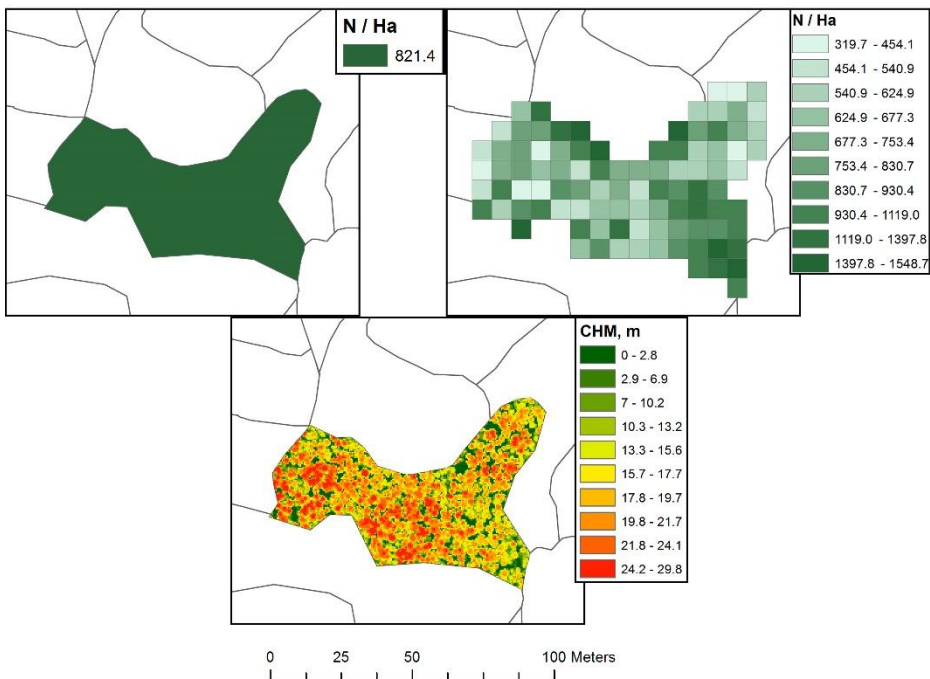 N / Ha
821.4
N / Ha
319.7 - 454.1
454.1 - 540.9
540.9 - 624.9
624.9 - 677.3
677.3 - 753.4
753.4 - 830.7
830.7 - 930.4
930.4 - 1119.0
1119.0 - 1397.8
1397.8 - 1548.7
CHM, m
0 - 2.8
2.9 - 6.9
7 - 10.2
10.3 - 13.2
13.3 - 15.6
15.7 - 17.7
17.8 - 19.7
19.8 - 21.7
21.8 - 24.1
24.2 - 29.8
0 25 50 100 Meters